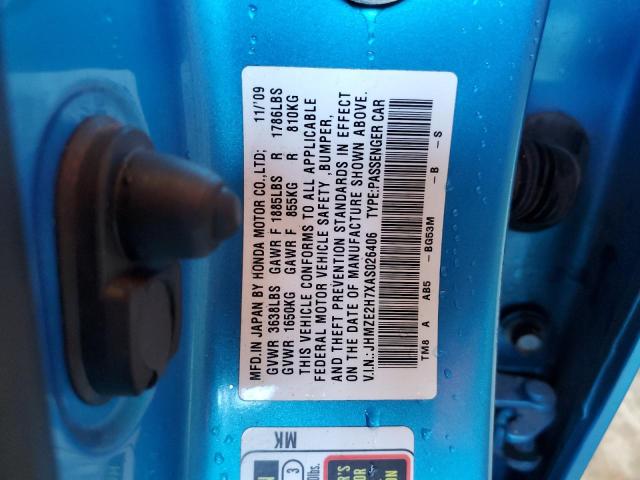 MFD.IN JAPAN BY HONDA MOTOR CO.,LTD; 11/'09
GVWR 3638LBS GAWR F 1885LBS R 1786LBS
GVWR 1650KG GAWR F 855KG R 810KG
THIS VEHICLE CONFORMS TO ALL APPLICABLE
FEDERAL MOTOR VEHICLE SAFETY ,BUMPER,
AND THEFT PREVENTION STANDARDS IN EFFECT
ON THE DATE OF MANUFACTURE SHOWN ABOVE.
V.I.N.: JHMZE2H7XAS026406 TYPE:PASSENGER CAR
TM8 A AB5 -BG53M -B -S
MK
3